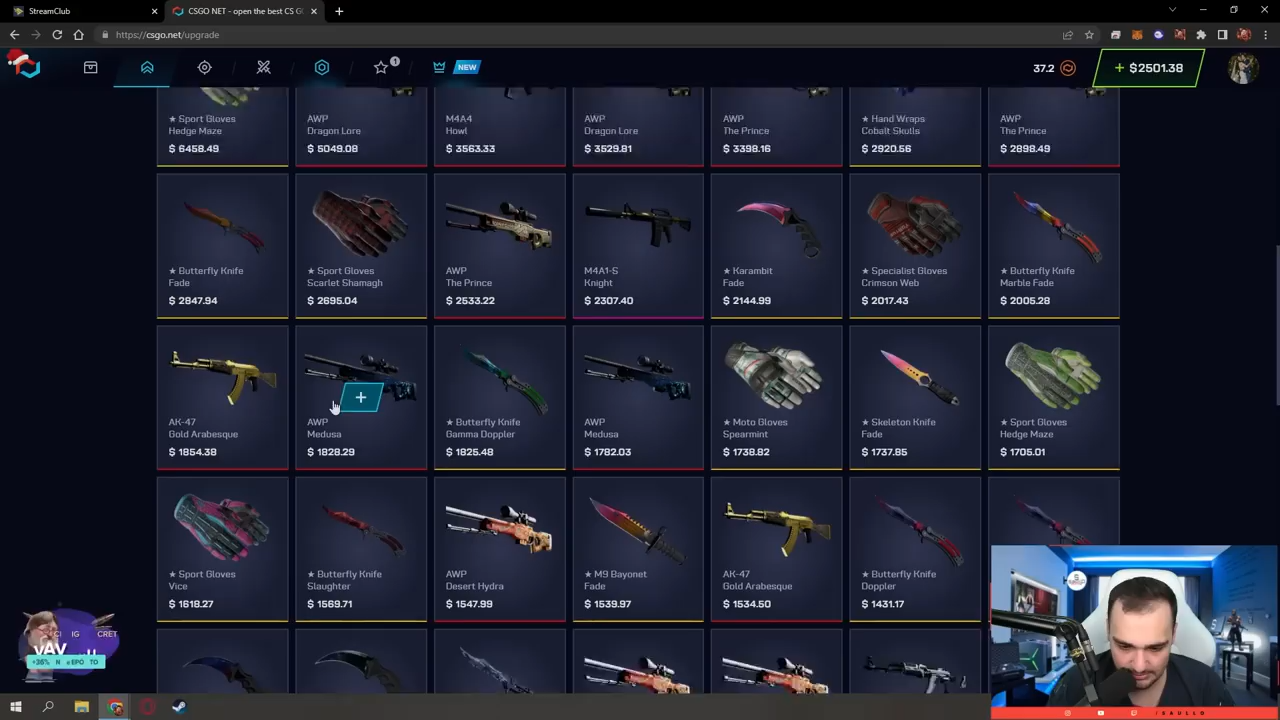 StreamClub
CSGO NET - open the best CS GO
https://csgo.net/upgrade
1
NEW
37.2
+ $2501.38
★ Sport Gloves
Hedge Maze
$ 6458.49
AWP
Dragon Lore
$ 5049.08
M4A4
Howl
$ 3563.33
AWP
Dragon Lore
$ 3529.81
AWP
The Prince
$ 3398.16
★ Hand Wraps
Cobalt Skulls
$ 2920.56
AWP
The Prince
$ 2898.49
★ Butterfly Knife
Fade
$ 2847.94
★ Sport Gloves
Scarlet Shamagh
$ 2695.04
AWP
The Prince
$ 2533.22
M4A1-S
Knight
$ 2307.40
★ Karambit
Fade
$ 2144.99
★ Specialist Gloves
Crimson Web
$ 2017.43
★ Butterfly Knife
Marble Fade
$ 2005.28
AK-47
Gold Arabesque
$ 1854.38
AWP
Medusa
$ 1828.29
★ Butterfly Knife
Gamma Doppler
$ 1825.48
AWP
Medusa
$ 1782.03
★ Moto Gloves
Spearmint
$ 1738.82
★ Skeleton Knife
Fade
$ 1737.85
★ Sport Gloves
Hedge Maze
$ 1705.01
★ Sport Gloves
Vice
$ 1618.27
★ Butterfly Knife
Slaughter
$ 1569.71
AWP
Desert Hydra
$ 1547.99
★ M9 Bayonet
Fade
$ 1539.97
AK-47
Gold Arabesque
$ 1534.50
★ Butterfly Knife
Doppler
$ 1431.17